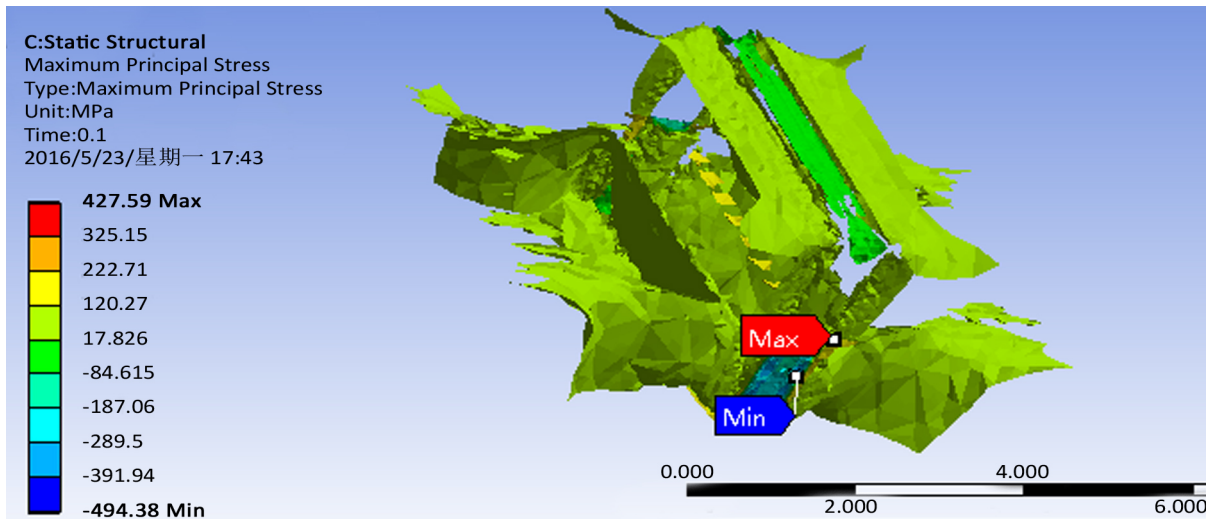 C:Static Structural
Maximum Principal Stress
Type:Maximum Principal Stress
Unit:MPa
Time:0.1
2016/5/23/星期一 17:43
427.59 Max
325.15
222.71
120.27
17.826
-84.615
-187.06
-289.5
-391.94
-494.38 Min
Max
Min
0.000 4.000
2.000 6.000